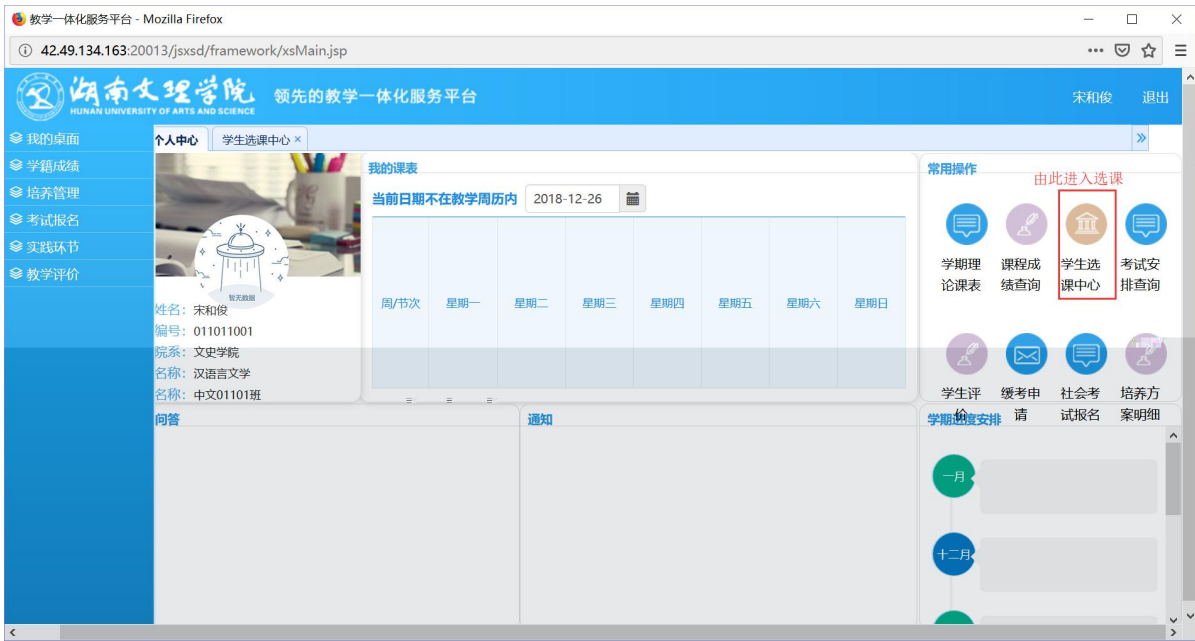 教学一体化服务平台 - Mozilla Firefox
42.49.134.163:20013/jsxsd/framework/xsMain.jsp
湖南文理学院
HUNAN UNIVERSITY OF ARTS AND SCIENCE
领先的教学一体化服务平台
宋和俊 退出
我的桌面
学籍成绩
培养管理
考试报名
实践环节
教学评价
个人中心 学生选课中心 ×
暂无数据
姓名：宋和俊
编号：011011001
院系：文史学院
名称：汉语言文学
名称：中文01101班
我的课表
当前日期不在教学周历内 2018-12-26
周/节次 星期一 星期二 星期三 星期四 星期五 星期六 星期日
常用操作
由此进入选课
学期理论课表
课程成绩查询
学生选课中心
考试安排查询
学生评价
缓考申请
社会考试报名
培养方案明细
问答
通知
学期进度安排
一月
十二月